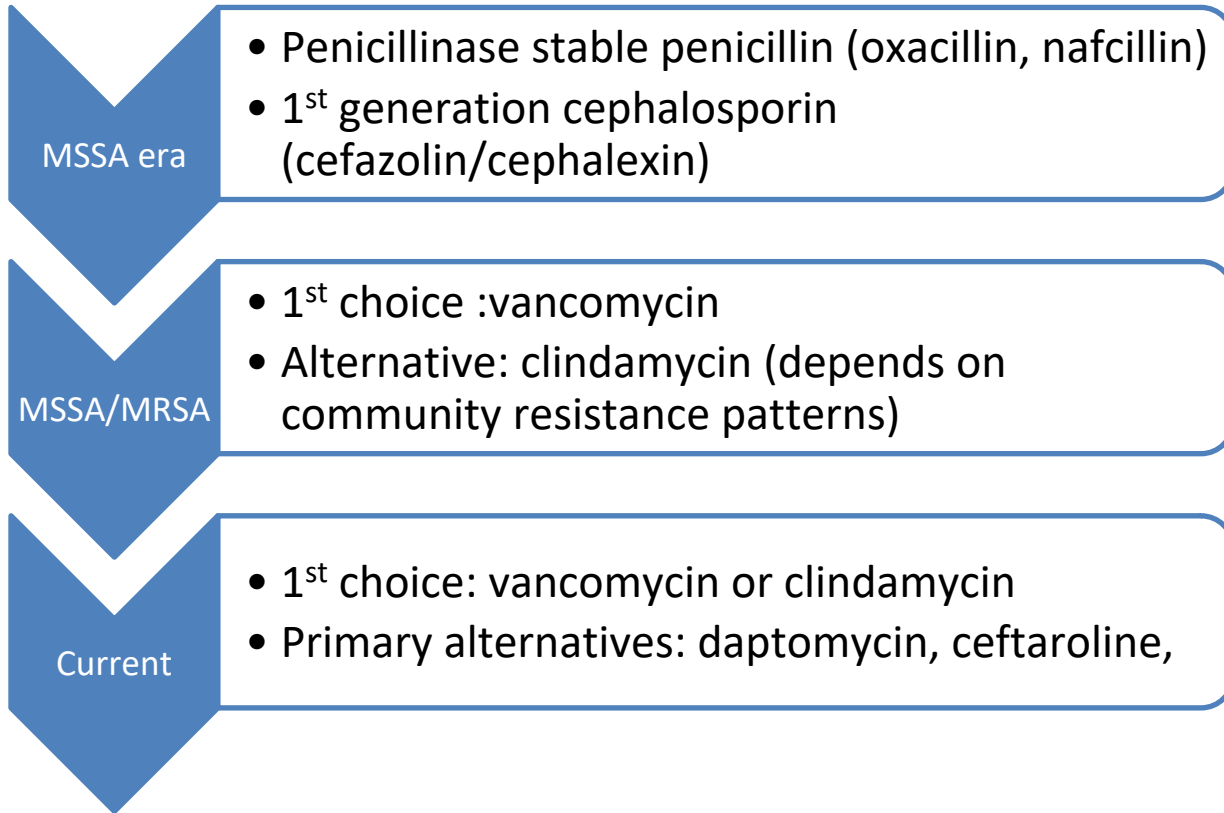 MSSA era
• Penicillinase stable penicillin (oxacillin, nafcillin)
• 1st generation cephalosporin
(cefazolin/cephalexin)
MSSA/MRSA
• 1st choice :vancomycin
• Alternative: clindamycin (depends on
community resistance patterns)
Current
• 1st choice: vancomycin or clindamycin
• Primary alternatives: daptomycin, ceftaroline,